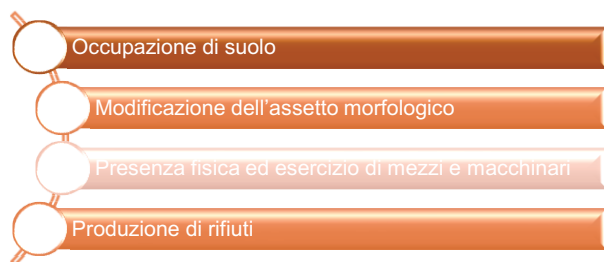 Occupazione di suolo
Modificazione dell'assetto morfologico
Presenza fisica ed esercizio di mezzi e macchinari
Produzione di rifiuti